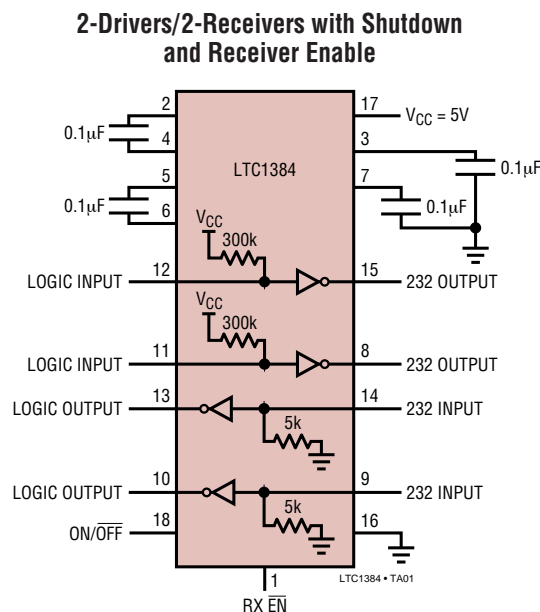 2-Drivers/2-Receivers with Shutdown
and Receiver Enable
2
17
VCC = 5V
0.1µF
4
3
LTC1384
0.1µF
5
7
0.1µF
6
0.1µF
VCC
300k
LOGIC INPUT
12
15
232 OUTPUT
VCC
300k
LOGIC INPUT
11
8
232 OUTPUT
LOGIC OUTPUT
13
14
232 INPUT
5k
LOGIC OUTPUT
10
9
232 INPUT
5k
ON/OFF
18
16
1
LTC1384 • TA01
RX EN